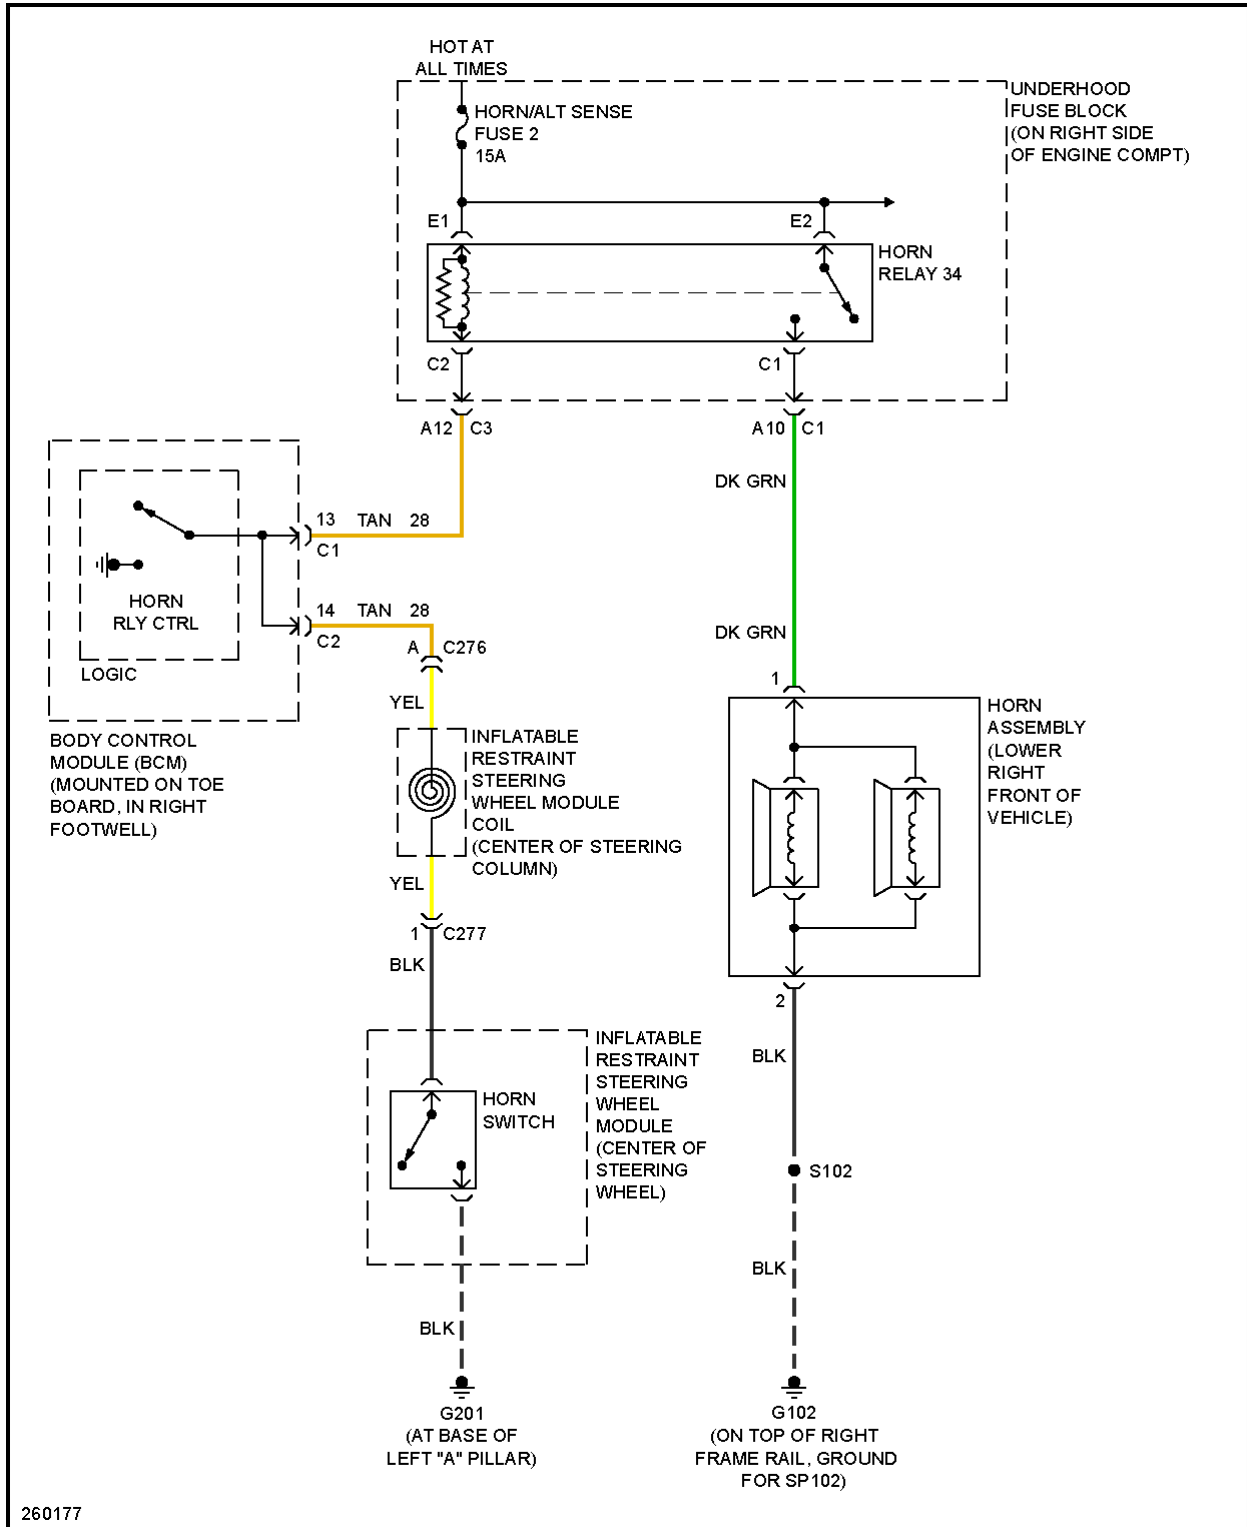 HOT AT
ALL TIMES
HORN/ALT SENSE
FUSE 2
15A
UNDERHOOD
FUSE BLOCK
(ON RIGHT SIDE
OF ENGINE COMPT)
E1
E2
HORN
RELAY 34
C2
C1
A12 C3
A10 C1
DK GRN
13 TAN 28
C1
HORN
RLY CTRL
LOGIC
14 TAN 28
C2
A C276
DK GRN
YEL
1
BODY CONTROL
MODULE (BCM)
(MOUNTED ON TOE
BOARD, IN RIGHT
FOOTWELL)
INFLATABLE
RESTRAINT
STEERING
WHEEL MODULE
COIL
(CENTER OF STEERING
COLUMN)
HORN
ASSEMBLY
(LOWER
RIGHT
FRONT OF
VEHICLE)
YEL
1 C277
BLK
2
INFLATABLE
RESTRAINT
STEERING
WHEEL
MODULE
(CENTER OF
STEERING
WHEEL)
HORN
SWITCH
BLK
S102
BLK
BLK
G201
(AT BASE OF
LEFT "A" PILLAR)
G102
(ON TOP OF RIGHT
FRAME RAIL, GROUND
FOR SP102)
260177